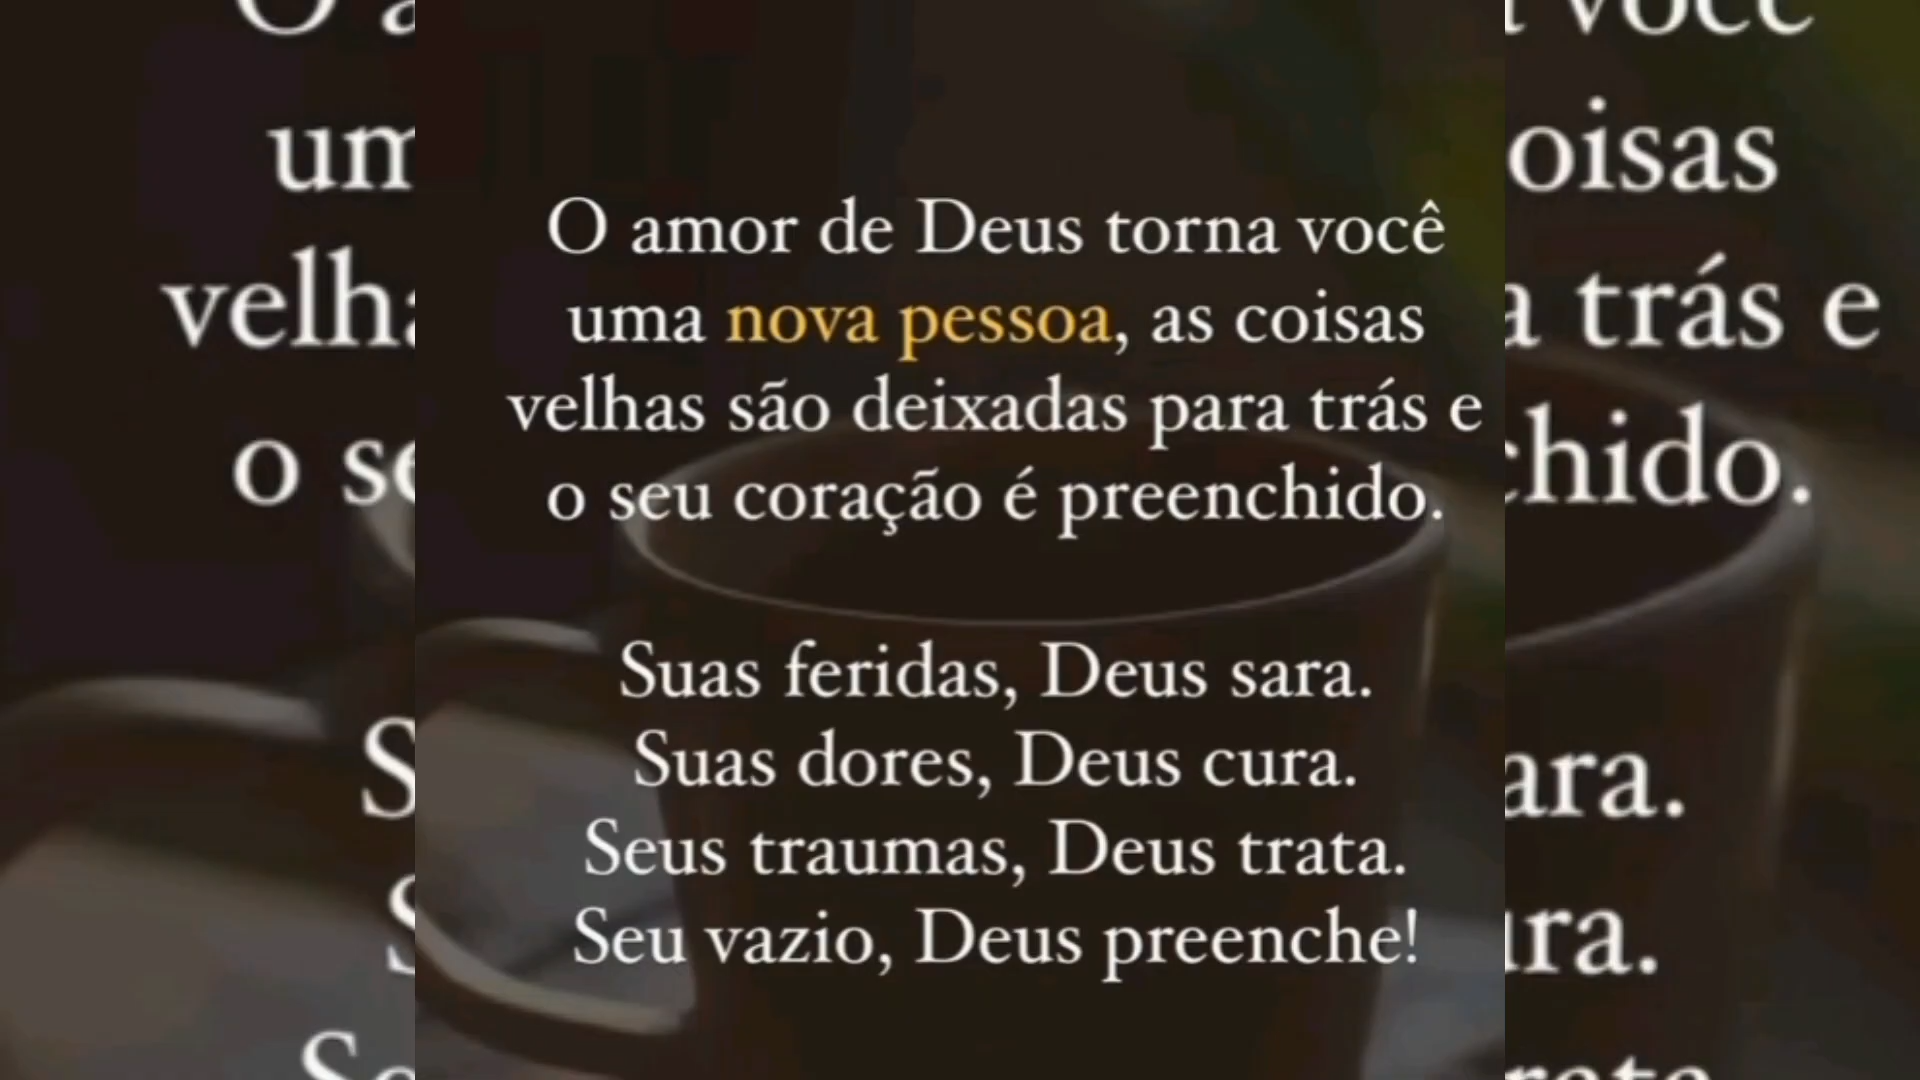 O amor de Deus torna você
uma nova pessoa, as coisas
velhas são deixadas para trás e
o seu coração é preenchido.
Suas feridas, Deus sara.
Suas dores, Deus cura.
Seus traumas, Deus trata.
Seu vazio, Deus preenche!